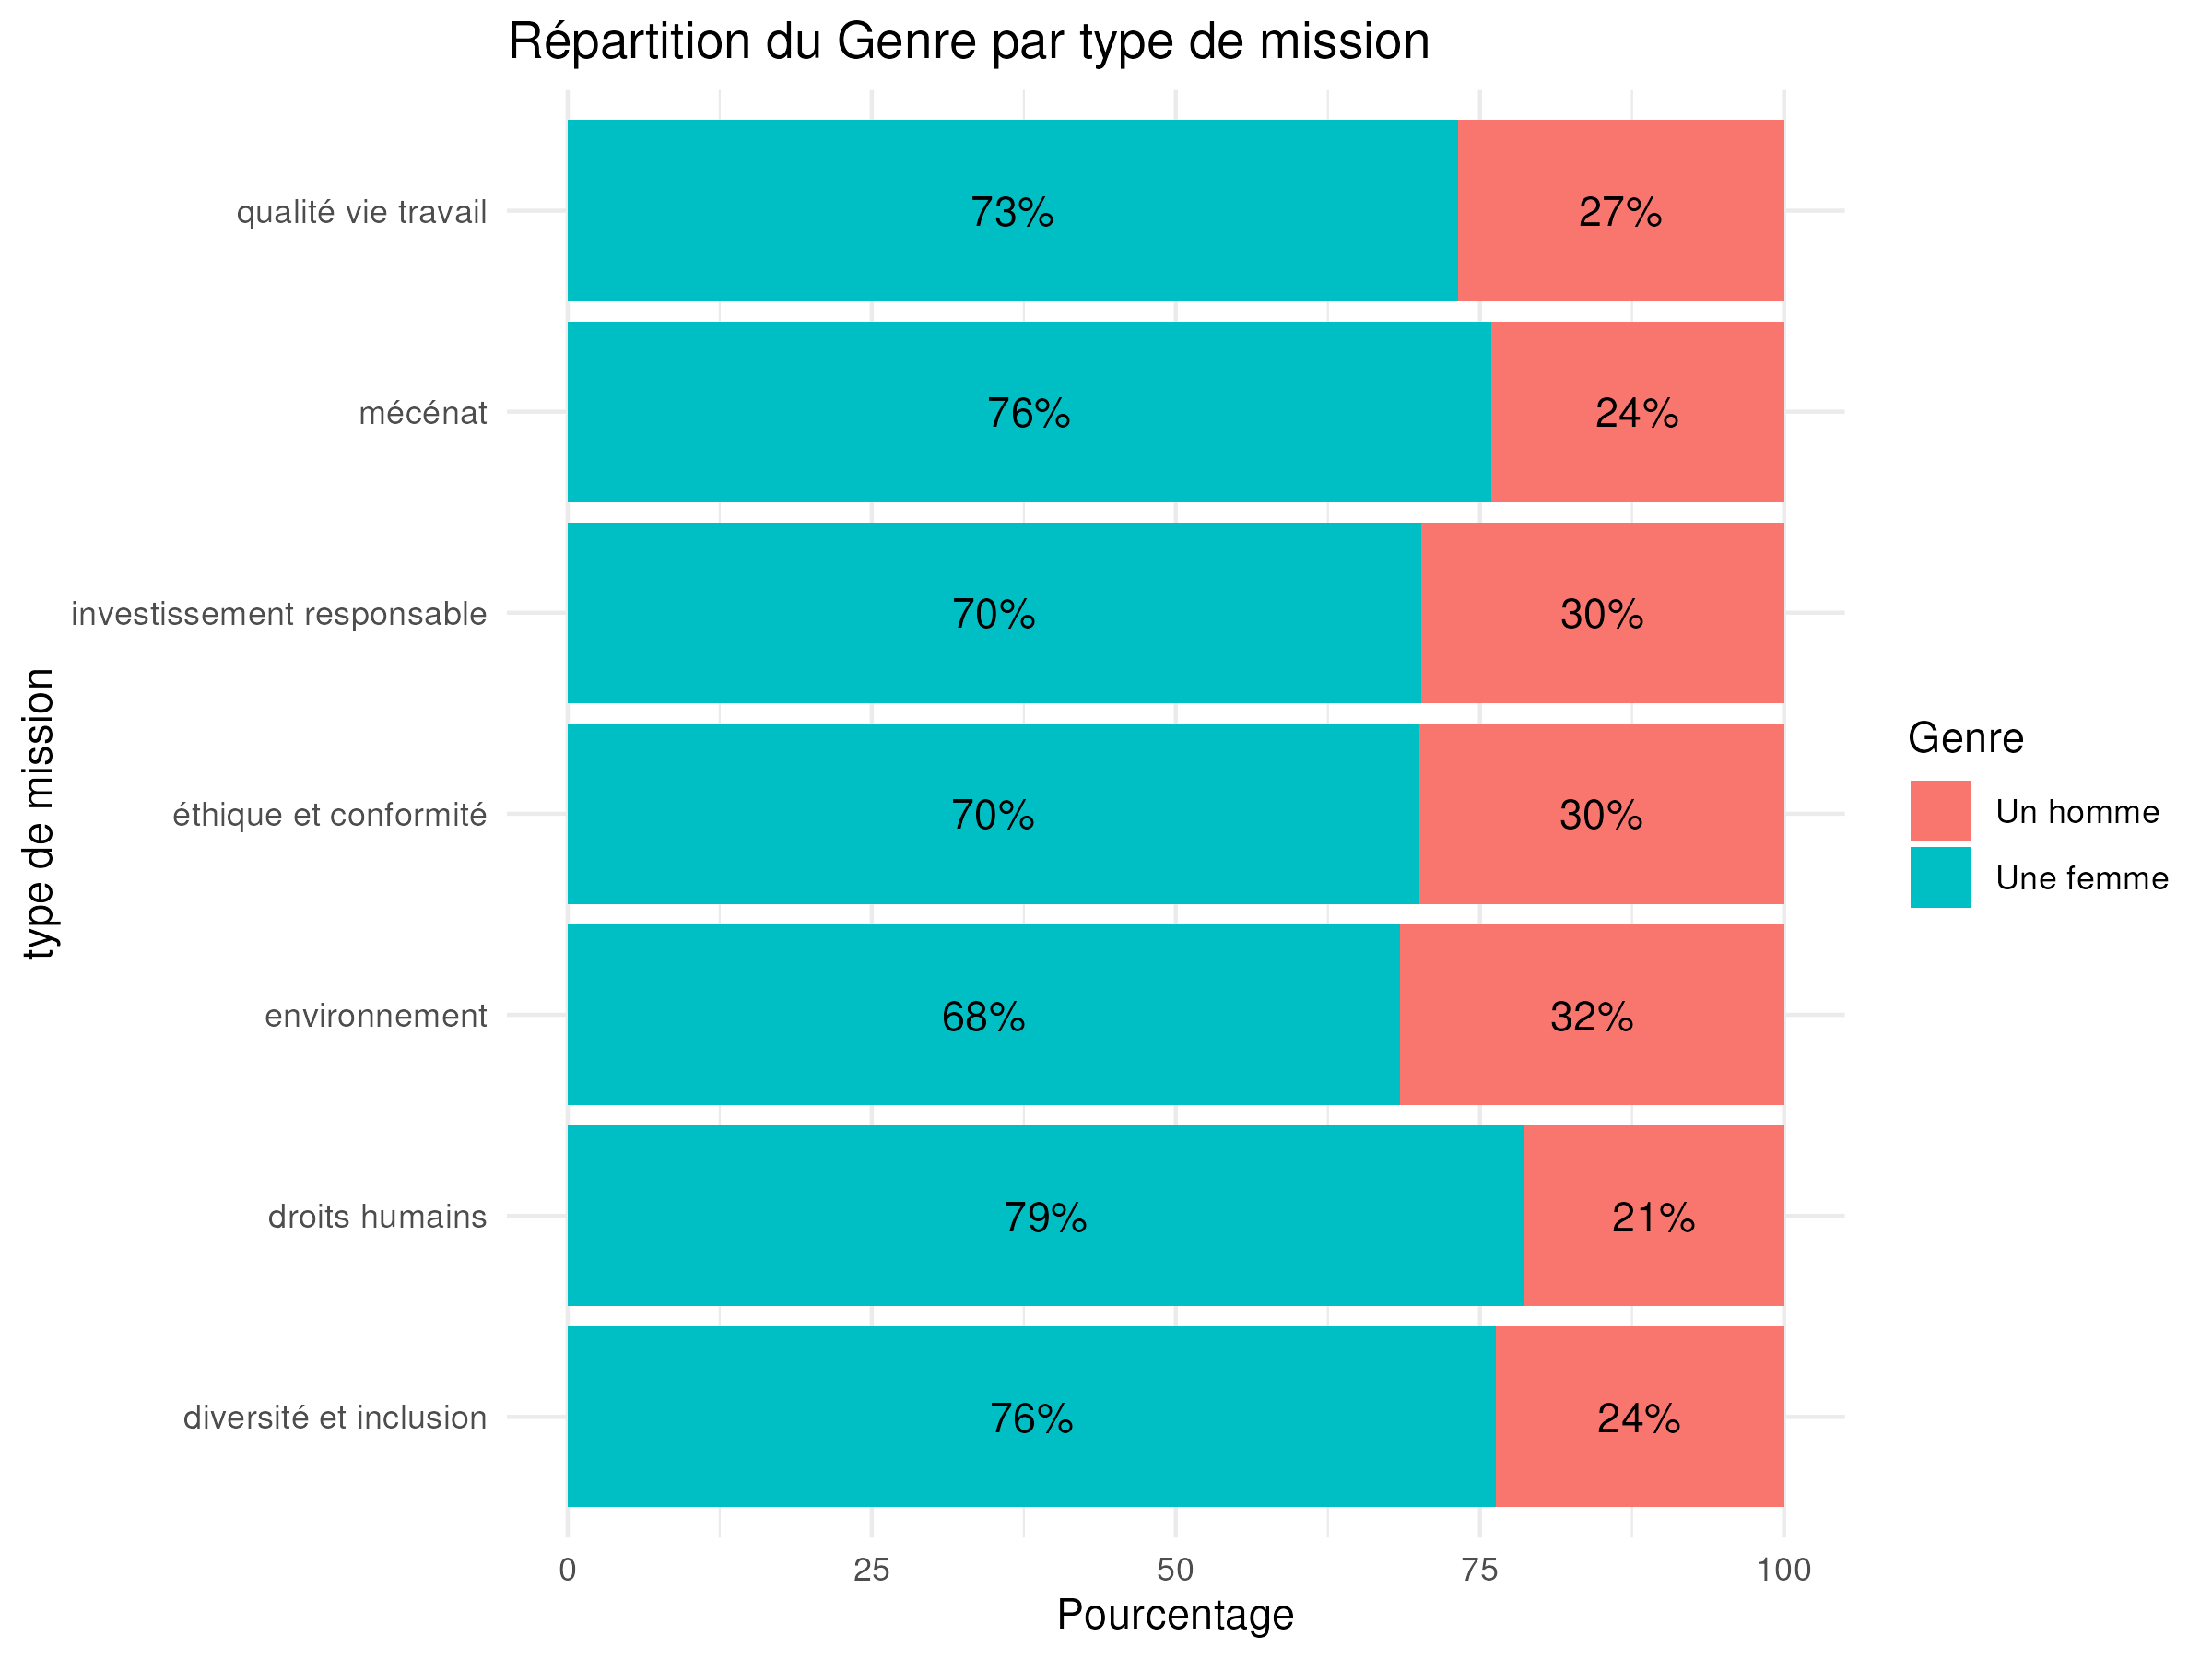 Répartition du Genre par type de mission
type de mission
qualité vie travail
73%
27%
mécénat
76%
24%
investissement responsable
70%
30%
éthique et conformité
70%
30%
environnement
68%
32%
droits humains
79%
21%
diversité et inclusion
76%
24%
0
25
50
75
100
Pourcentage
Genre
Un homme
Une femme